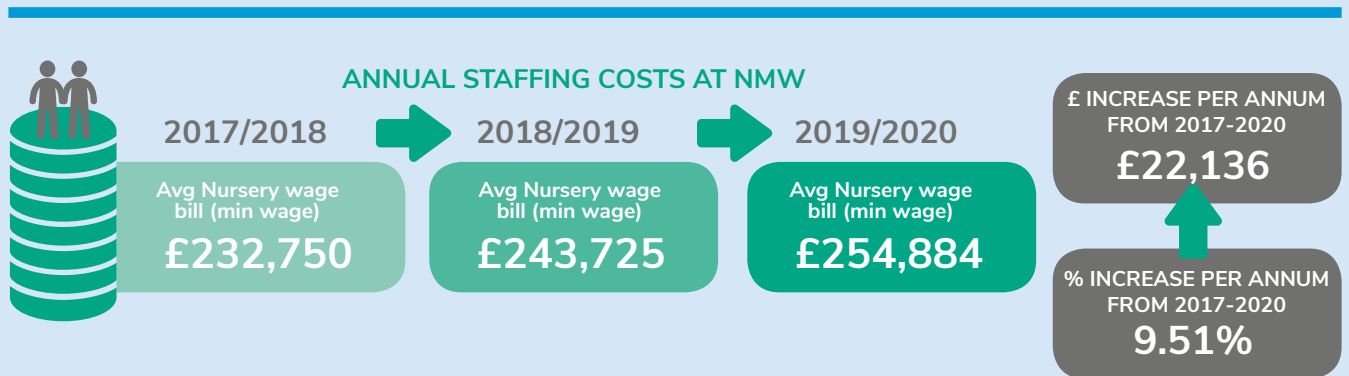 ANNUAL STAFFING COSTS AT NMW
2017/2018
2018/2019
2019/2020
Avg Nursery wage
bill (min wage)
£232,750
Avg Nursery wage
bill (min wage)
£243,725
Avg Nursery wage
bill (min wage)
£254,884
£ INCREASE PER ANNUM
FROM 2017-2020
£22,136
% INCREASE PER ANNUM
FROM 2017-2020
9.51%